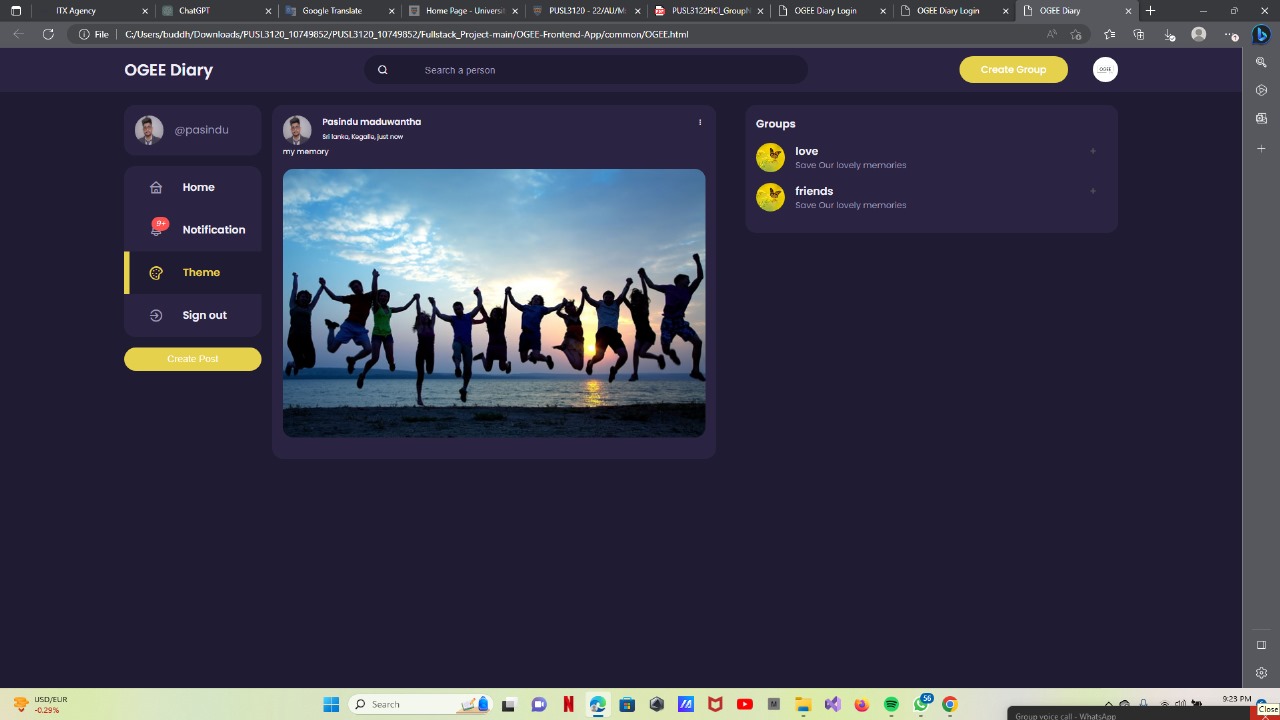 ITX Agency
ChatGPT
Google Translate
Home Page - Universi
PUSL3120 - 22/AU/M
PUSL3122HCI_GroupN
OGEE Diary Login
OGEE Diary Login
OGEE Diary
File
C:/Users/buddh/Downloads/PUSL3120_10749852/PUSL3120_10749852/Fullstack_Project-main/OGEE-Frontend-App/common/OGEE.html
OGEE Diary
Search a person
Create Group
OGEE
@pasindu
Home
9+
Notification
Theme
Sign out
Create Post
Pasindu maduwantha
Sri lanka, Kegalle, just now
my memory
Groups
love
Save Our lovely memories
friends
Save Our lovely memories
USD/EUR
-0.29%
Search
56
9:23 PM
Close
Group voice call - WhatsApp